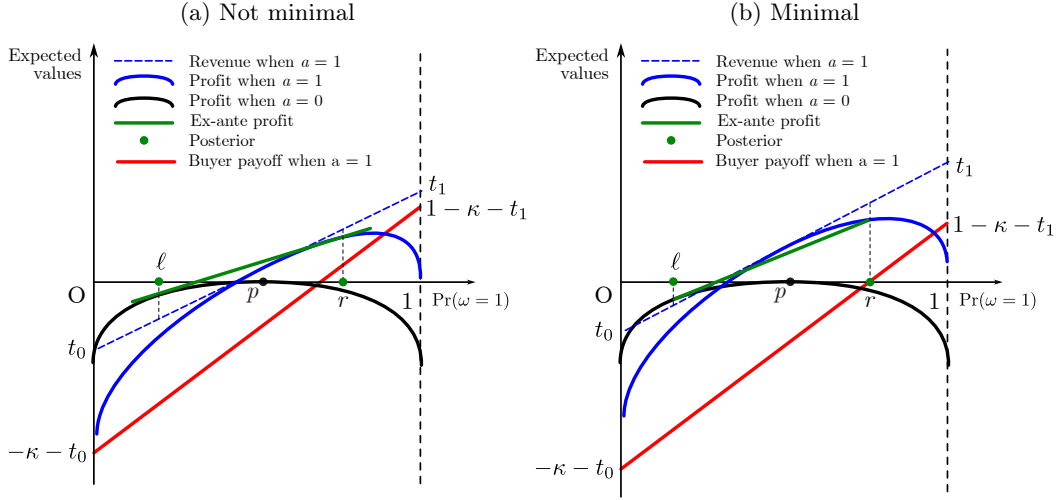 (a) Not minimal
Expected
values
Revenue when a = 1
Profit when a = 1
Profit when a = 0
Ex-ante profit
Posterior
Buyer payoff when a = 1
t₁
1 − κ − t₁
ℓ
O
p
r
1
Pr(ω = 1)
t₀
−κ − t₀
(b) Minimal
Expected
values
Revenue when a = 1
Profit when a = 1
Profit when a = 0
Ex-ante profit
Posterior
Buyer payoff when a = 1
t₁
1 − κ − t₁
ℓ
O
p
r
1
Pr(ω = 1)
t₀
−κ − t₀